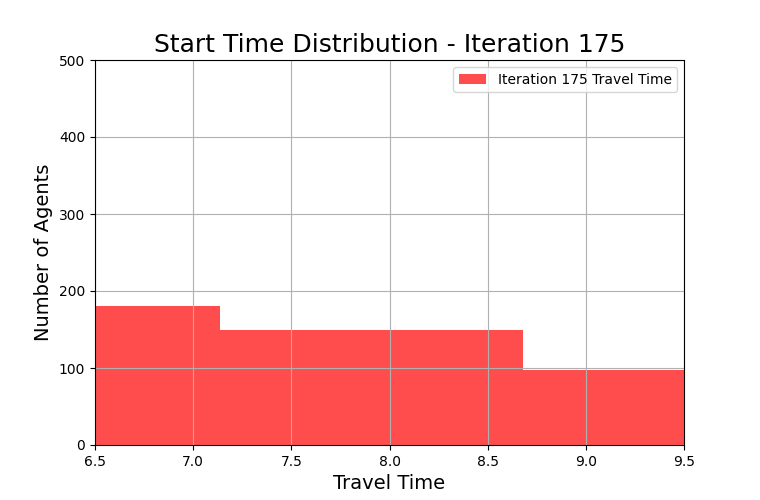 Start Time Distribution - Iteration 175
Iteration 175 Travel Time
Number of Agents
500
400
300
200
100
0
6.5 7.0 7.5 8.0 8.5 9.0 9.5
Travel Time